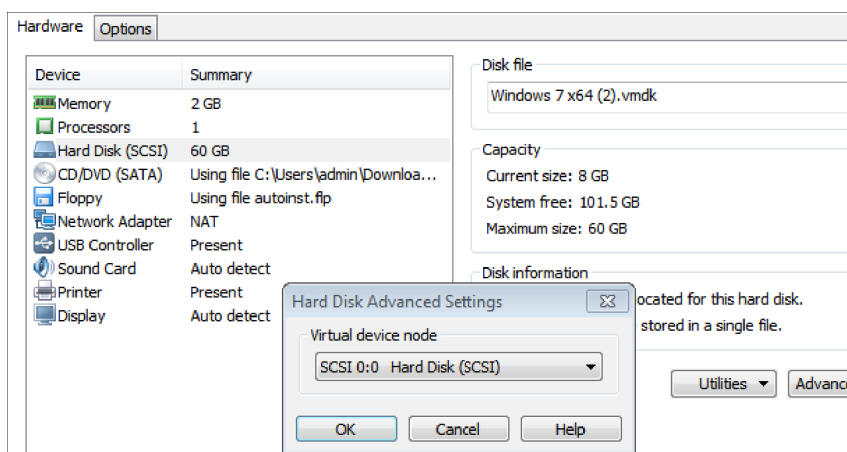 Hardware Options
Device Summary
Memory 2 GB
Processors 1
Hard Disk (SCSI) 60 GB
CD/DVD (SATA) Using file C:\Users\admin\Downloa...
Floppy Using file autoinst.flp
Network Adapter NAT
USB Controller Present
Sound Card Auto detect
Printer Present
Display Auto detect
Disk file
Windows 7 x64 (2).vmdk
Capacity
Current size: 8 GB
System free: 101.5 GB
Maximum size: 60 GB
Disk information
ocated for this hard disk.
stored in a single file.
Utilities Advanc
Hard Disk Advanced Settings
Virtual device node
SCSI 0:0 Hard Disk (SCSI)
OK Cancel Help